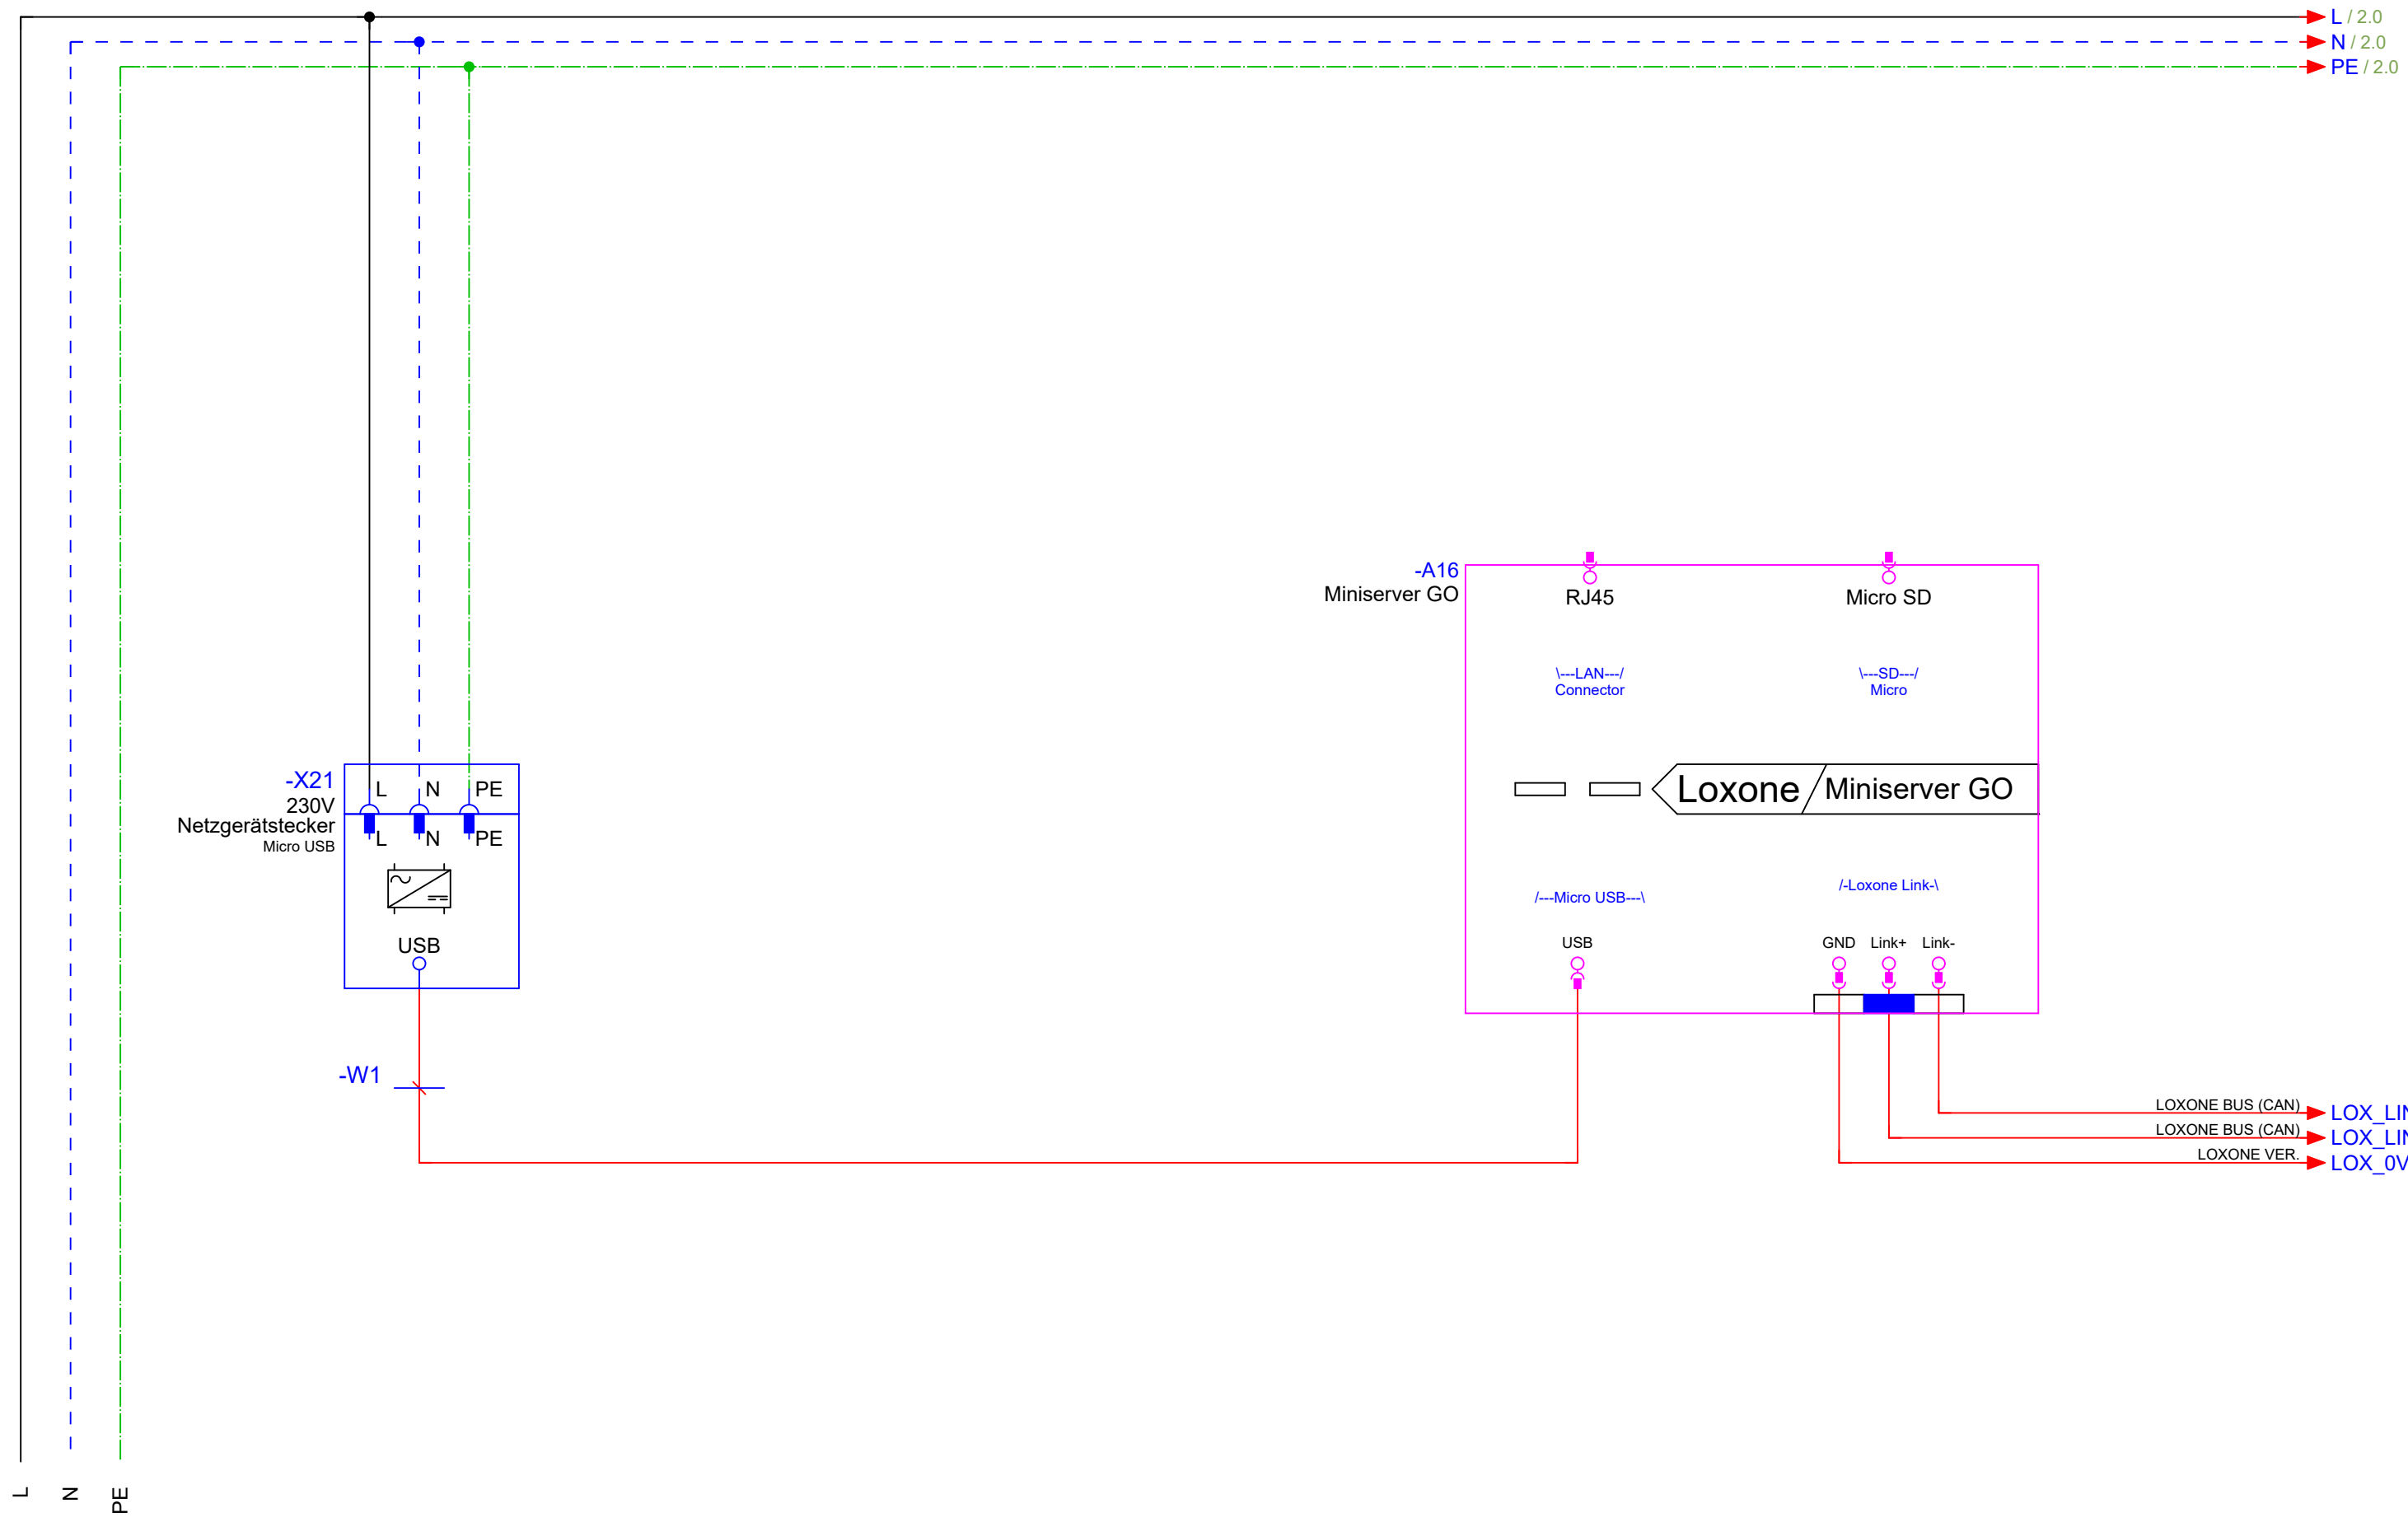 L / 2.0
N / 2.0
PE / 2.0
-A16
Miniserver GO
RJ45
Micro SD
\---LAN---/
Connector
\---SD---/
Micro
-X21
230V
Netzgerätstecker
Micro USB
L N PE
L N PE
USB
Loxone / Miniserver GO
/---Micro USB---\
/-Loxone Link-\
USB
GND Link+ Link-
-W1
LOXONE BUS (CAN)
LOXONE BUS (CAN)
LOXONE VER.
LOX_0V
L
N
PE